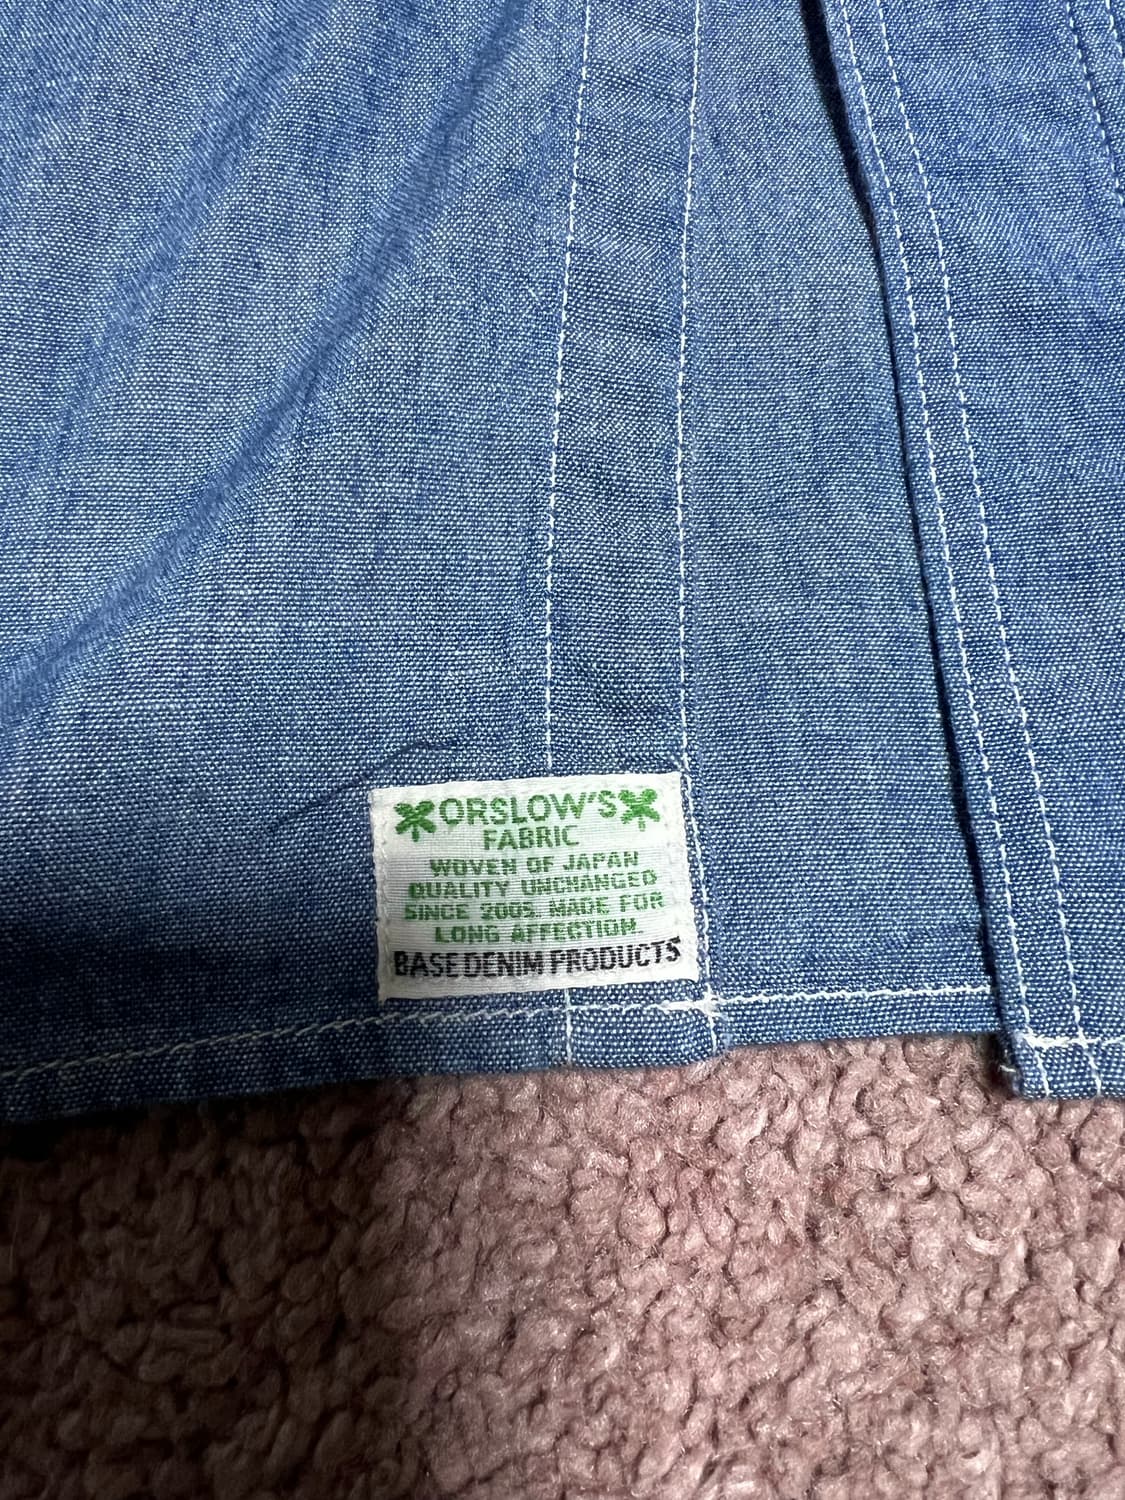 ORSLOW'S
FABRIC
WOVEN OF JAPAN
QUALITY UNCHANGED
SINCE 2005. MADE FOR
LONG AFFECTION.
BASE DENIM PRODUCTS